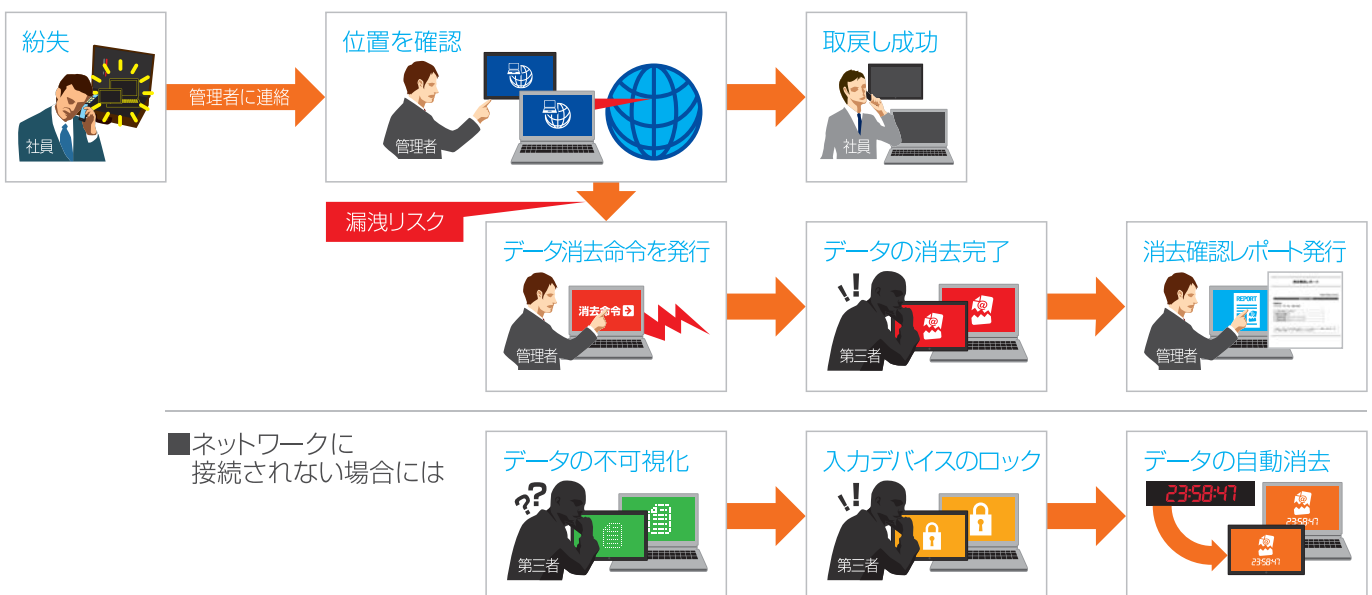 紛失
社員
管理者に連絡
位置を確認
管理者
取戻し成功
社員
漏洩リスク
データ消去命令を発行
消去命令
管理者
データの消去完了
!!
@
@
第三者
消去確認レポート発行
REPORT
管理者
■ネットワークに
接続されない場合には
データの不可視化
??
第三者
入力デバイスのロック
!!
第三者
データの自動消去
23:58:47
@
23:58:47
@
23:58:47